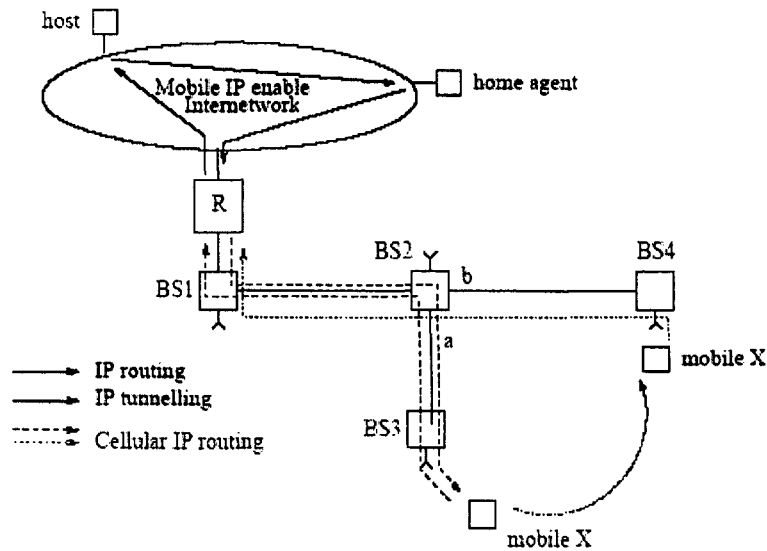 host
Mobile IP enable
Internetwork
home agent
R
BS1
BS2
b
BS4
a
mobile X
BS3
mobile X
IP routing
IP tunnelling
Cellular IP routing